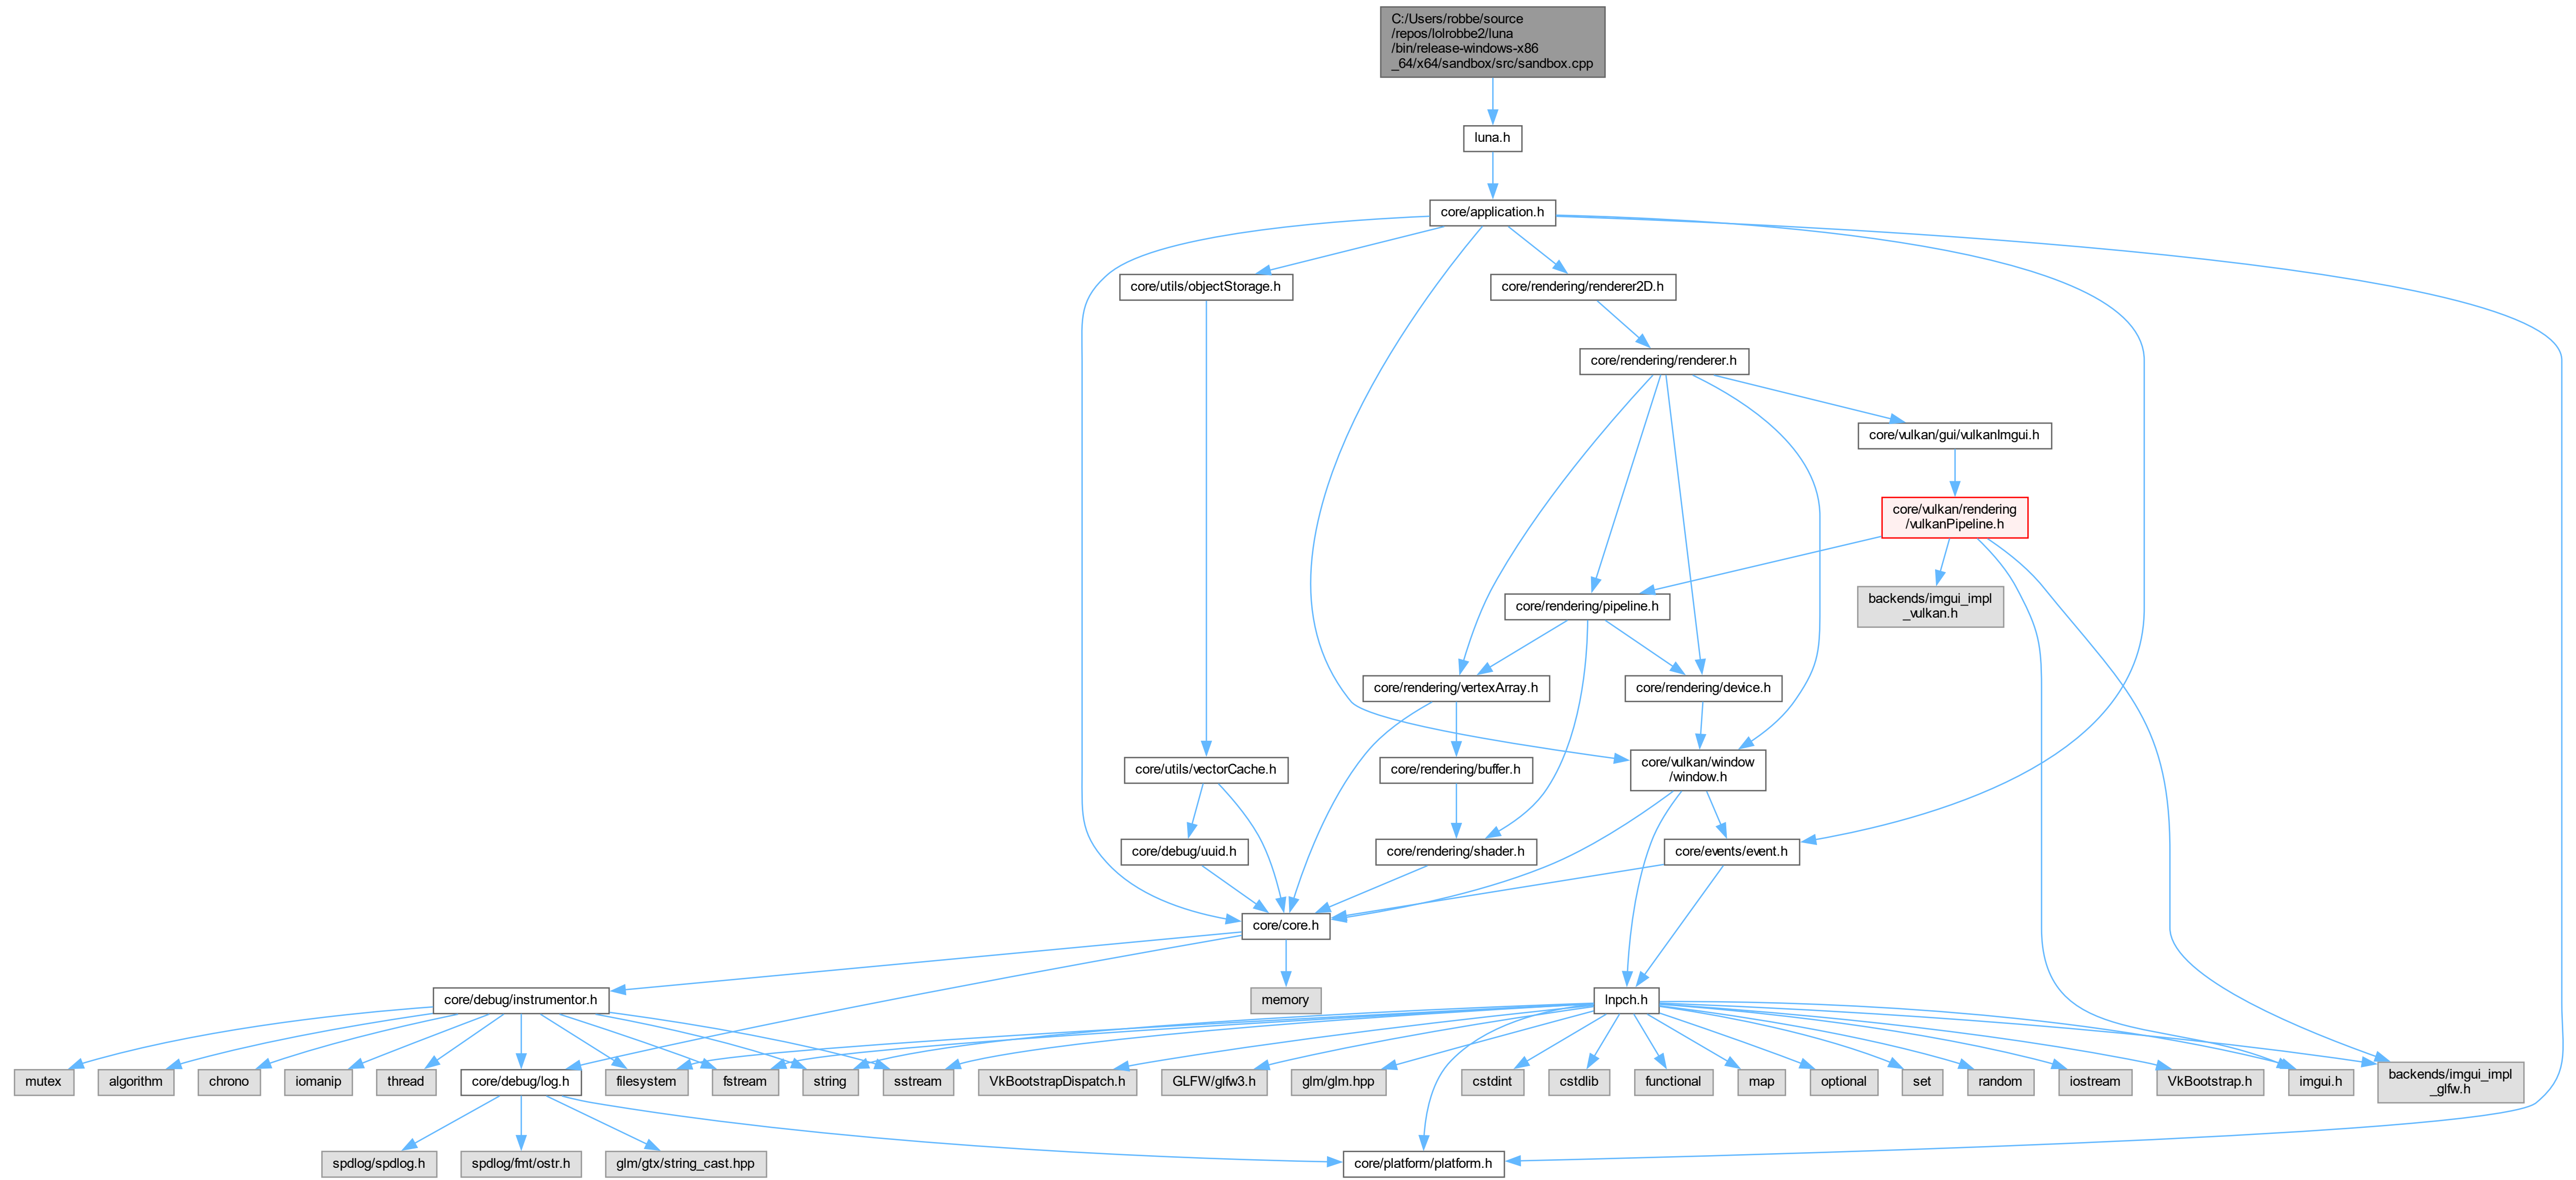 C:/Users/robbe/source
/repos/lolrobbe2/luna
/bin/release-windows-x86
_64/x64/sandbox/src/sandbox.cpp
luna.h
core/application.h
core/utils/objectStorage.h
core/rendering/renderer2D.h
core/rendering/renderer.h
core/vulkan/gui/vulkanImgui.h
core/vulkan/rendering
/vulkanPipeline.h
core/rendering/pipeline.h
backends/imgui_impl
_vulkan.h
core/rendering/vertexArray.h
core/rendering/device.h
core/utils/vectorCache.h
core/rendering/buffer.h
core/vulkan/window
/window.h
core/debug/uuid.h
core/rendering/shader.h
core/events/event.h
core/core.h
core/debug/instrumentor.h
memory
lnpch.h
mutex
algorithm
chrono
iomanip
thread
core/debug/log.h
filesystem
fstream
string
sstream
VkBootstrapDispatch.h
GLFW/glfw3.h
glm/glm.hpp
cstdint
cstdlib
functional
map
optional
set
random
iostream
VkBootstrap.h
imgui.h
backends/imgui_impl
_glfw.h
spdlog/spdlog.h
spdlog/fmt/ostr.h
glm/gtx/string_cast.hpp
core/platform/platform.h